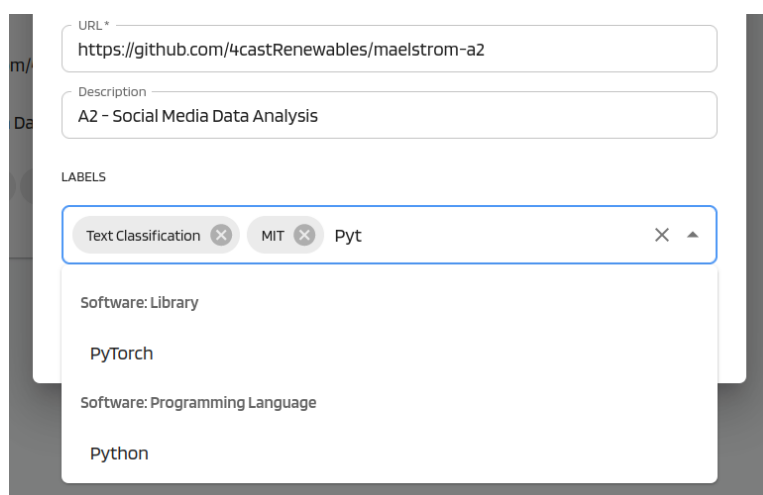 URL*
https://github.com/4castRenewables/maelstrom-a2
m/
Description
A2 - Social Media Data Analysis
Da
LABELS
Text Classification MIT Pyt
Software: Library
PyTorch
Software: Programming Language
Python